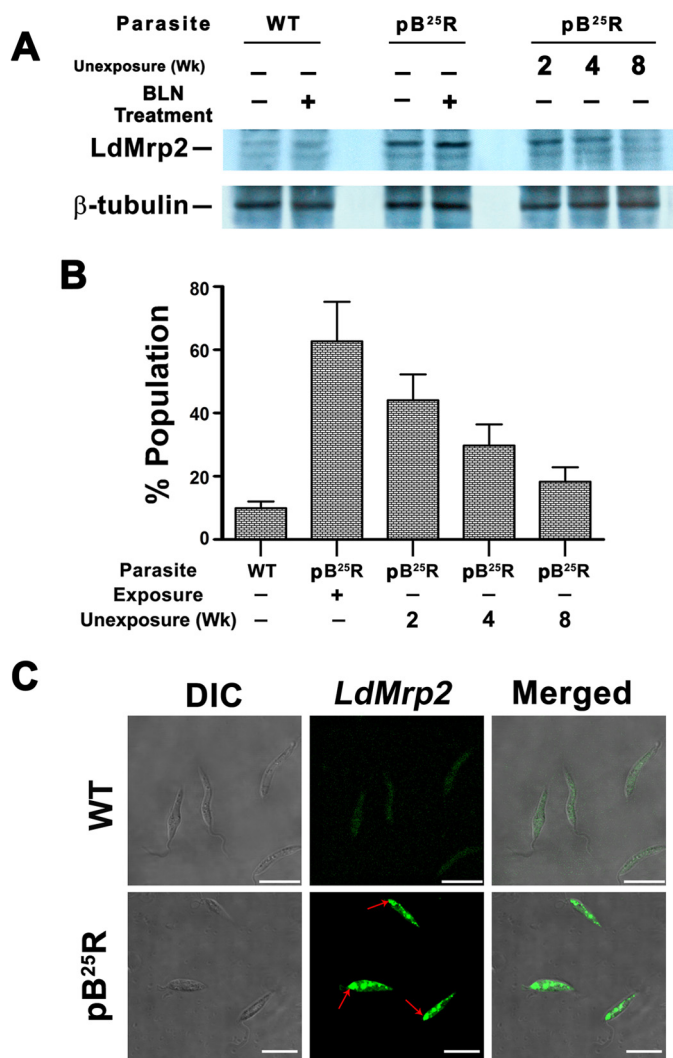 A
Parasite WT pB²⁵R pB²⁵R
Unexposure (Wk) – – – – 2 4 8
BLN Treatment – + – + – – –
LdMrp2 –
β-tubulin –
B
% Population
80
60
40
20
0
Parasite WT pB²⁵R pB²⁵R pB²⁵R pB²⁵R
Exposure – + – – –
Unexposure (Wk) – – 2 4 8
C
DIC LdMrp2 Merged
WT
pB²⁵R